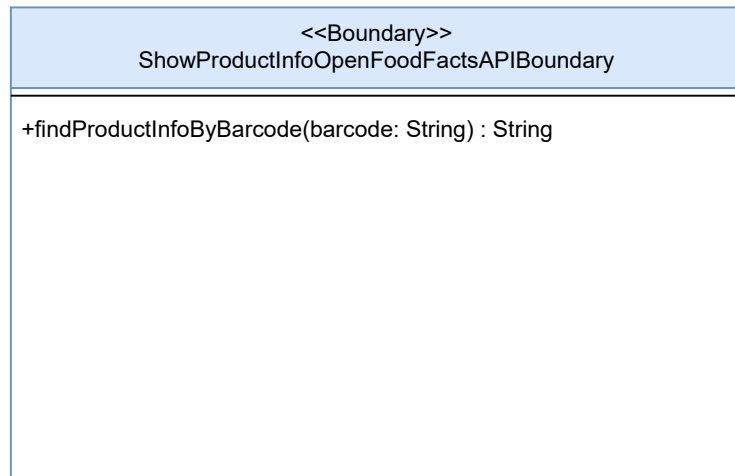 <<Boundary>>
ShowProductInfoOpenFoodFactsAPIBoundary
+findProductInfoByBarcode(barcode: String) : String